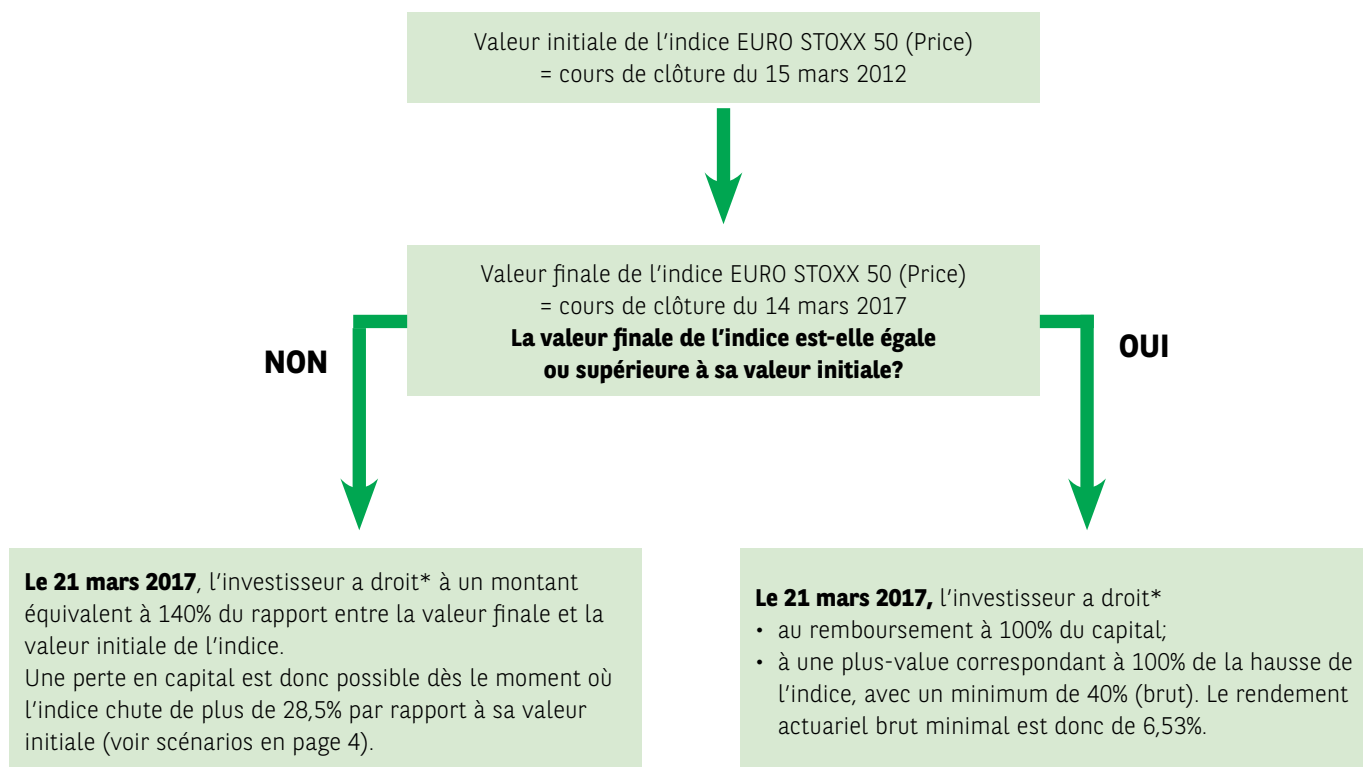 Valeur initiale de l'indice EURO STOXX 50 (Price)
= cours de clôture du 15 mars 2012
Valeur finale de l'indice EURO STOXX 50 (Price)
= cours de clôture du 14 mars 2017
La valeur finale de l'indice est-elle égale
ou supérieure à sa valeur initiale?
NON
OUI
Le 21 mars 2017, l'investisseur a droit* à un montant
équivalent à 140% du rapport entre la valeur finale et la
valeur initiale de l'indice.
Une perte en capital est donc possible dès le moment où
l'indice chute de plus de 28,5% par rapport à sa valeur
initiale (voir scénarios en page 4).
Le 21 mars 2017, l'investisseur a droit*
• au remboursement à 100% du capital;
• à une plus-value correspondant à 100% de la hausse de
l'indice, avec un minimum de 40% (brut). Le rendement
actuariel brut minimal est donc de 6,53%.